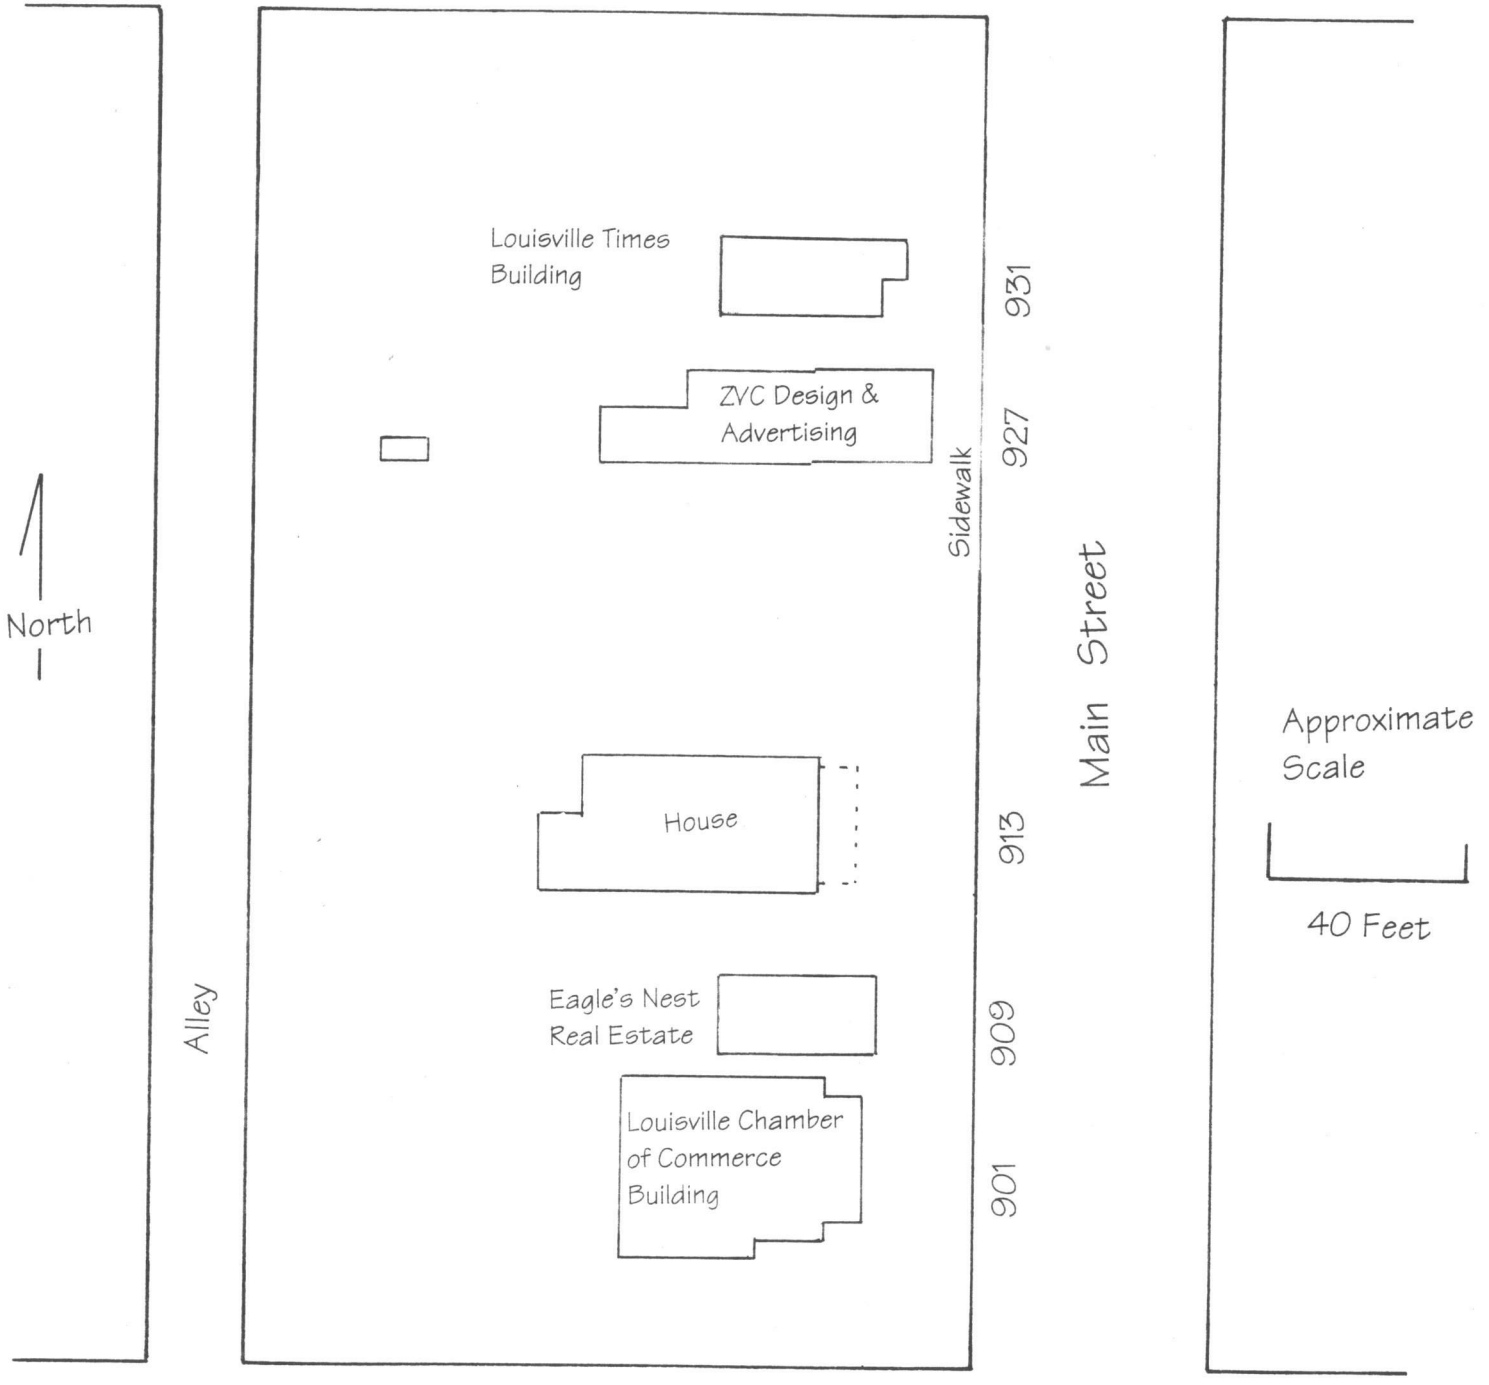 Louisville Times
Building
931
ZVC Design &
Advertising
927
Sidewalk
North
Main Street
Approximate
Scale
House
913
40 Feet
Alley
Eagle's Nest
Real Estate
909
Louisville Chamber
of Commerce
Building
901